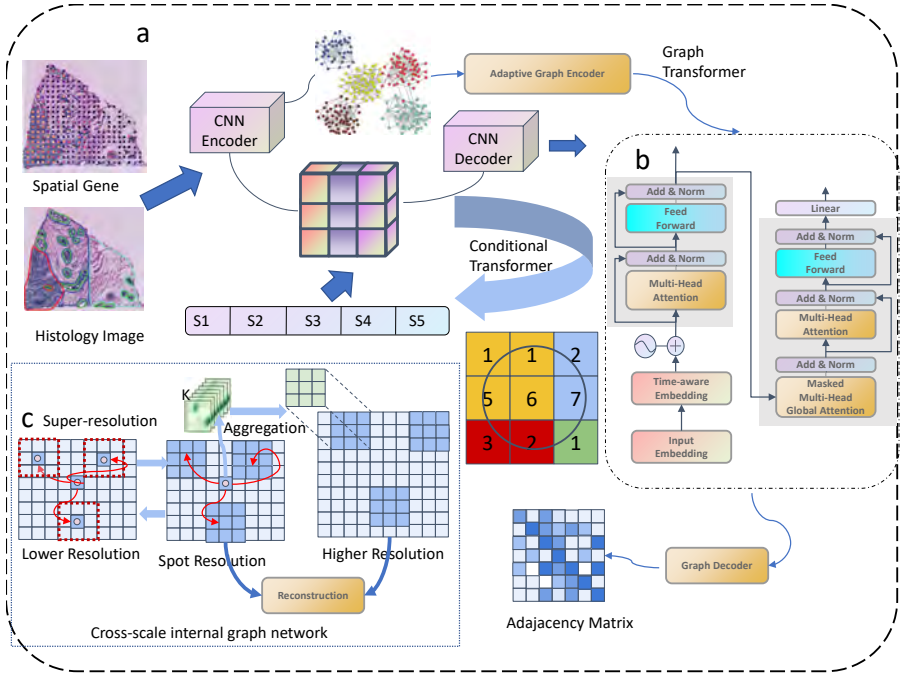 a
Spatial Gene
Histology Image
CNN
Encoder
Adaptive Graph Encoder
Graph
Transformer
CNN
Decoder
Conditional
Transformer
S1 S2 S3 S4 S5
1 1 2
5 6 7
3 2 1
b
Add & Norm
Feed
Forward
Add & Norm
Multi-Head
Attention
Time-aware
Embedding
Input
Embedding
Linear
Add & Norm
Feed
Forward
Add & Norm
Multi-Head
Attention
Add & Norm
Masked
Multi-Head
Global Attention
c
Super-resolution
K
Aggregation
Lower Resolution
Spot Resolution
Higher Resolution
Reconstruction
Cross-scale internal graph network
Graph Decoder
Adajacency Matrix